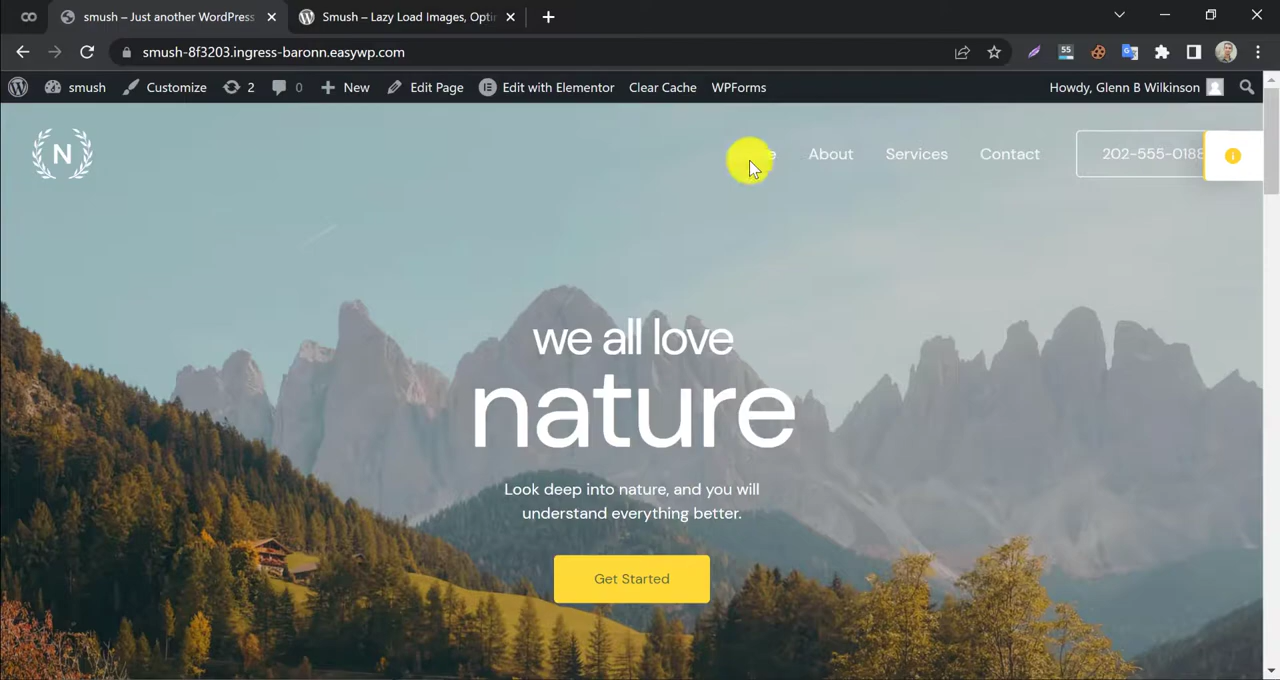 smush – Just another WordPress
Smush – Lazy Load Images, Opti
smush-8f3203.ingress-baronn.easywp.com
55
smush
Customize
2
0
New
Edit Page
Edit with Elementor
Clear Cache
WPForms
Howdy, Glenn B Wilkinson
N
About
Services
Contact
202-555-0188
we all love
nature
Look deep into nature, and you will
understand everything better.
Get Started